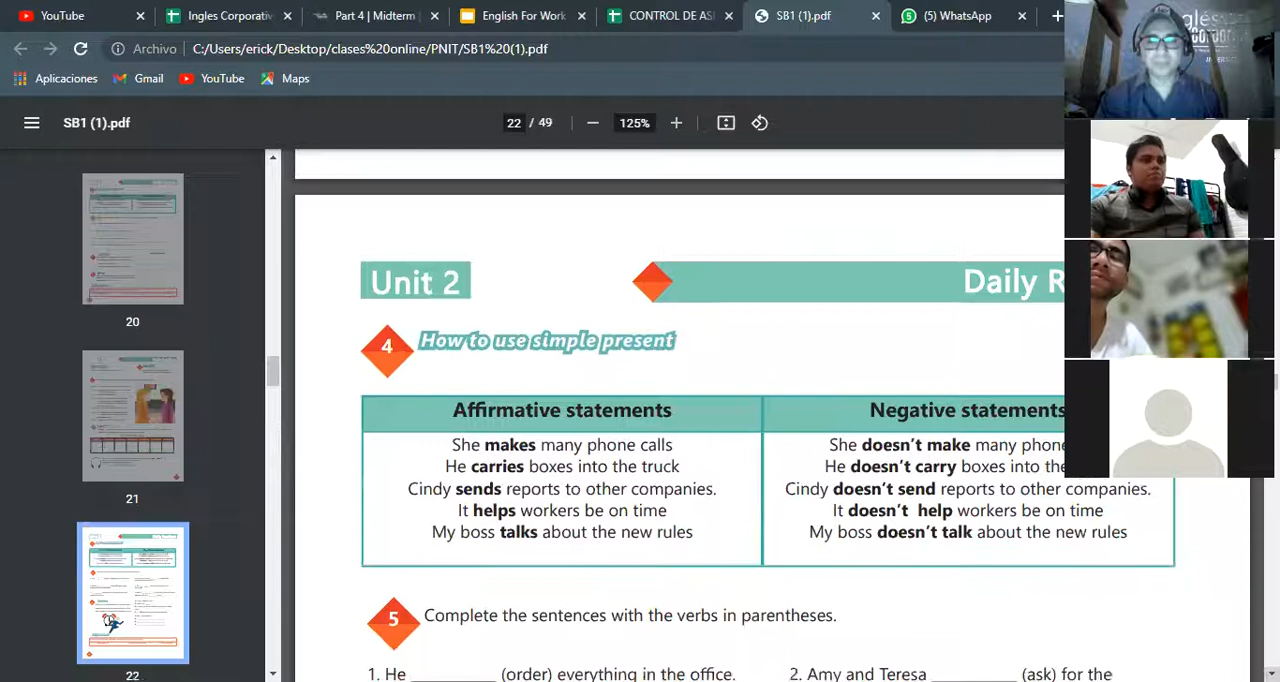 YouTube
Ingles Corporativ
Part 4 | Midterm
English For Work
CONTROL DE AS
SB1 (1).pdf
(5) WhatsApp
Archivo
C:/Users/erick/Desktop/clases%20online/PNIT/SB1%20(1).pdf
Aplicaciones
Gmail
YouTube
Maps
SB1 (1).pdf
22 / 49
125%
20
21
22
Unit 2
Daily R
4
How to use simple present
Affirmative statements
She makes many phone calls
He carries boxes into the truck
Cindy sends reports to other companies.
It helps workers be on time
My boss talks about the new rules
Negative statements
She doesn't make many phone
He doesn't carry boxes into the
Cindy doesn't send reports to other companies.
It doesn't help workers be on time
My boss doesn't talk about the new rules
5
Complete the sentences with the verbs in parentheses.
1. He __________ (order) everything in the office.
2. Amy and Teresa __________ (ask) for the